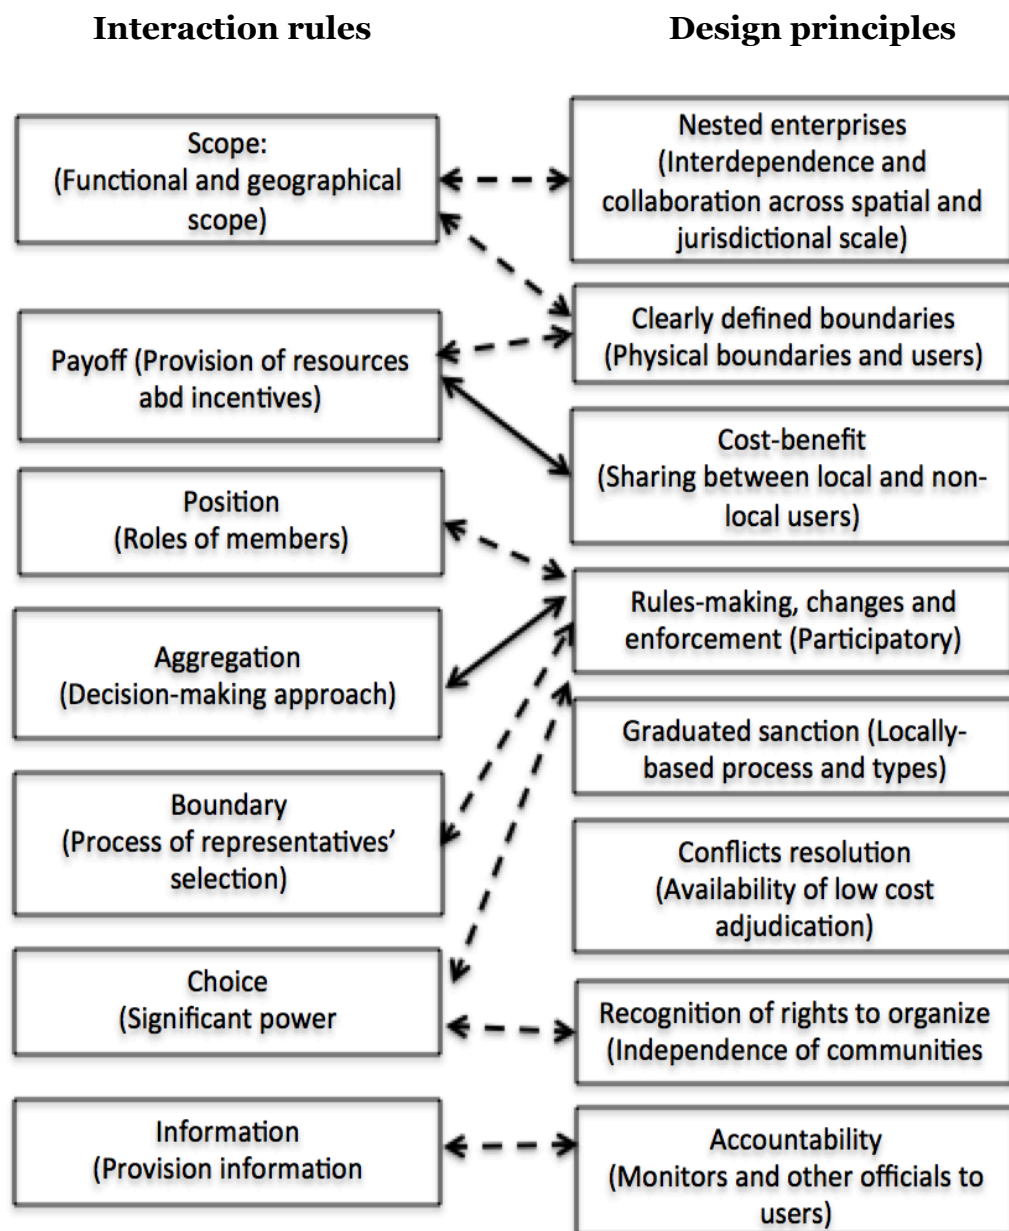 Interaction rules
Design principles
Scope:
(Functional and geographical
scope)
Payoff (Provision of resources
abd incentives)
Position
(Roles of members)
Aggregation
(Decision-making approach)
Boundary
(Process of representatives’
selection)
Choice
(Significant power
Information
(Provision information
Nested enterprises
(Interdependence and
collaboration across spatial and
jurisdictional scale)
Clearly defined boundaries
(Physical boundaries and users)
Cost-benefit
(Sharing between local and non-
local users)
Rules-making, changes and
enforcement (Participatory)
Graduated sanction (Locally-
based process and types)
Conflicts resolution
(Availability of low cost
adjudication)
Recognition of rights to organize
(Independence of communities
Accountability
(Monitors and other officials to
users)